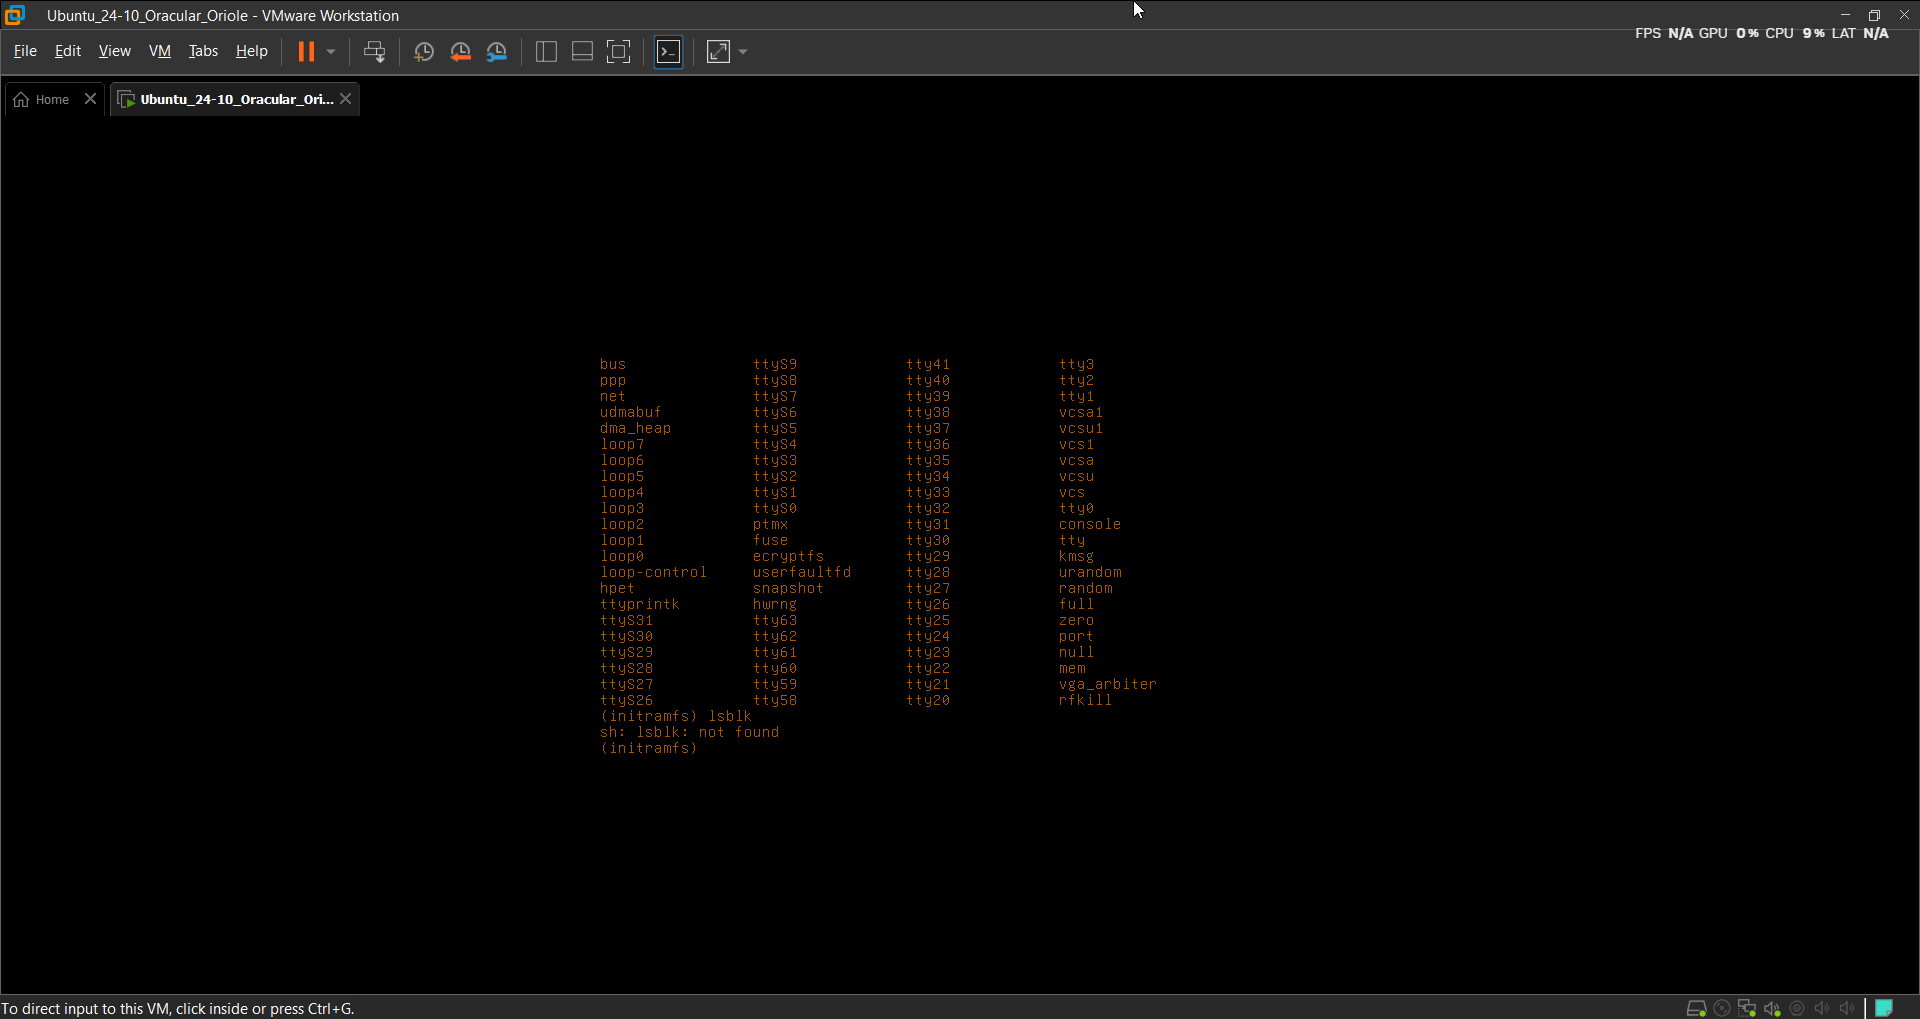 Ubuntu_24-10_Oracular_Oriole - VMware Workstation
FPS N/A GPU 0% CPU 9% LAT N/A
File Edit View VM Tabs Help
Home Ubuntu_24-10_Oracular_Ori...
bus ttyS9 tty41 tty3
ppp ttyS8 tty40 tty2
net ttyS7 tty39 tty1
udmabuf ttyS6 tty38 vcsa1
dma_heap ttyS5 tty37 vcsu1
loop7 ttyS4 tty36 vcs1
loop6 ttyS3 tty35 vcsa
loop5 ttyS2 tty34 vcsu
loop4 ttyS1 tty33 vcs
loop3 ttyS0 tty32 tty0
loop2 ptmx tty31 console
loop1 fuse tty30 tty
loop0 ecryptfs tty29 kmsg
loop-control userfaultfd tty28 urandom
hpet snapshot tty27 random
ttyprintk hwrng tty26 full
ttyS31 tty63 tty25 zero
ttyS30 tty62 tty24 port
ttyS29 tty61 tty23 null
ttyS28 tty60 tty22 mem
ttyS27 tty59 tty21 vga_arbiter
ttyS26 tty58 tty20 rfkill
(initramfs) lsblk
sh: lsblk: not found
(initramfs)
To direct input to this VM, click inside or press Ctrl+G.